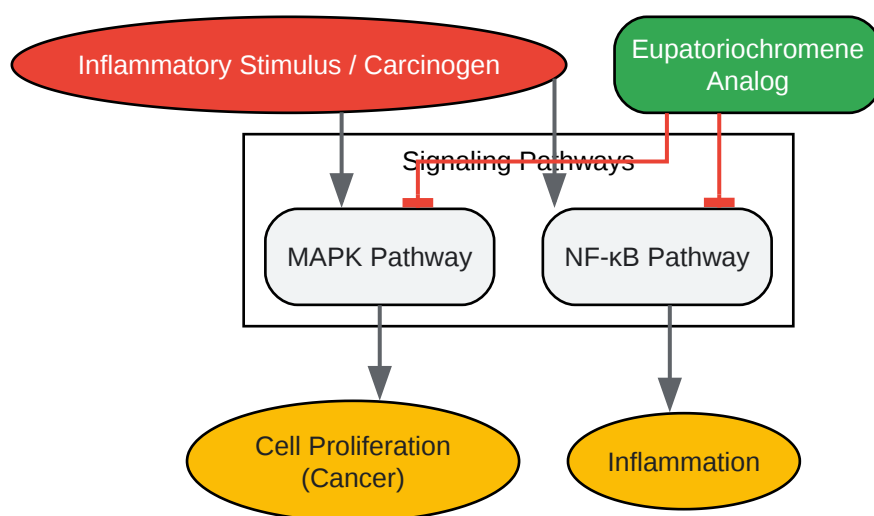 Inflammatory Stimulus / Carcinogen
Eupatoriochromene
Analog
Signaling Pathways
MAPK Pathway
NF-κB Pathway
Cell Proliferation
(Cancer)
Inflammation